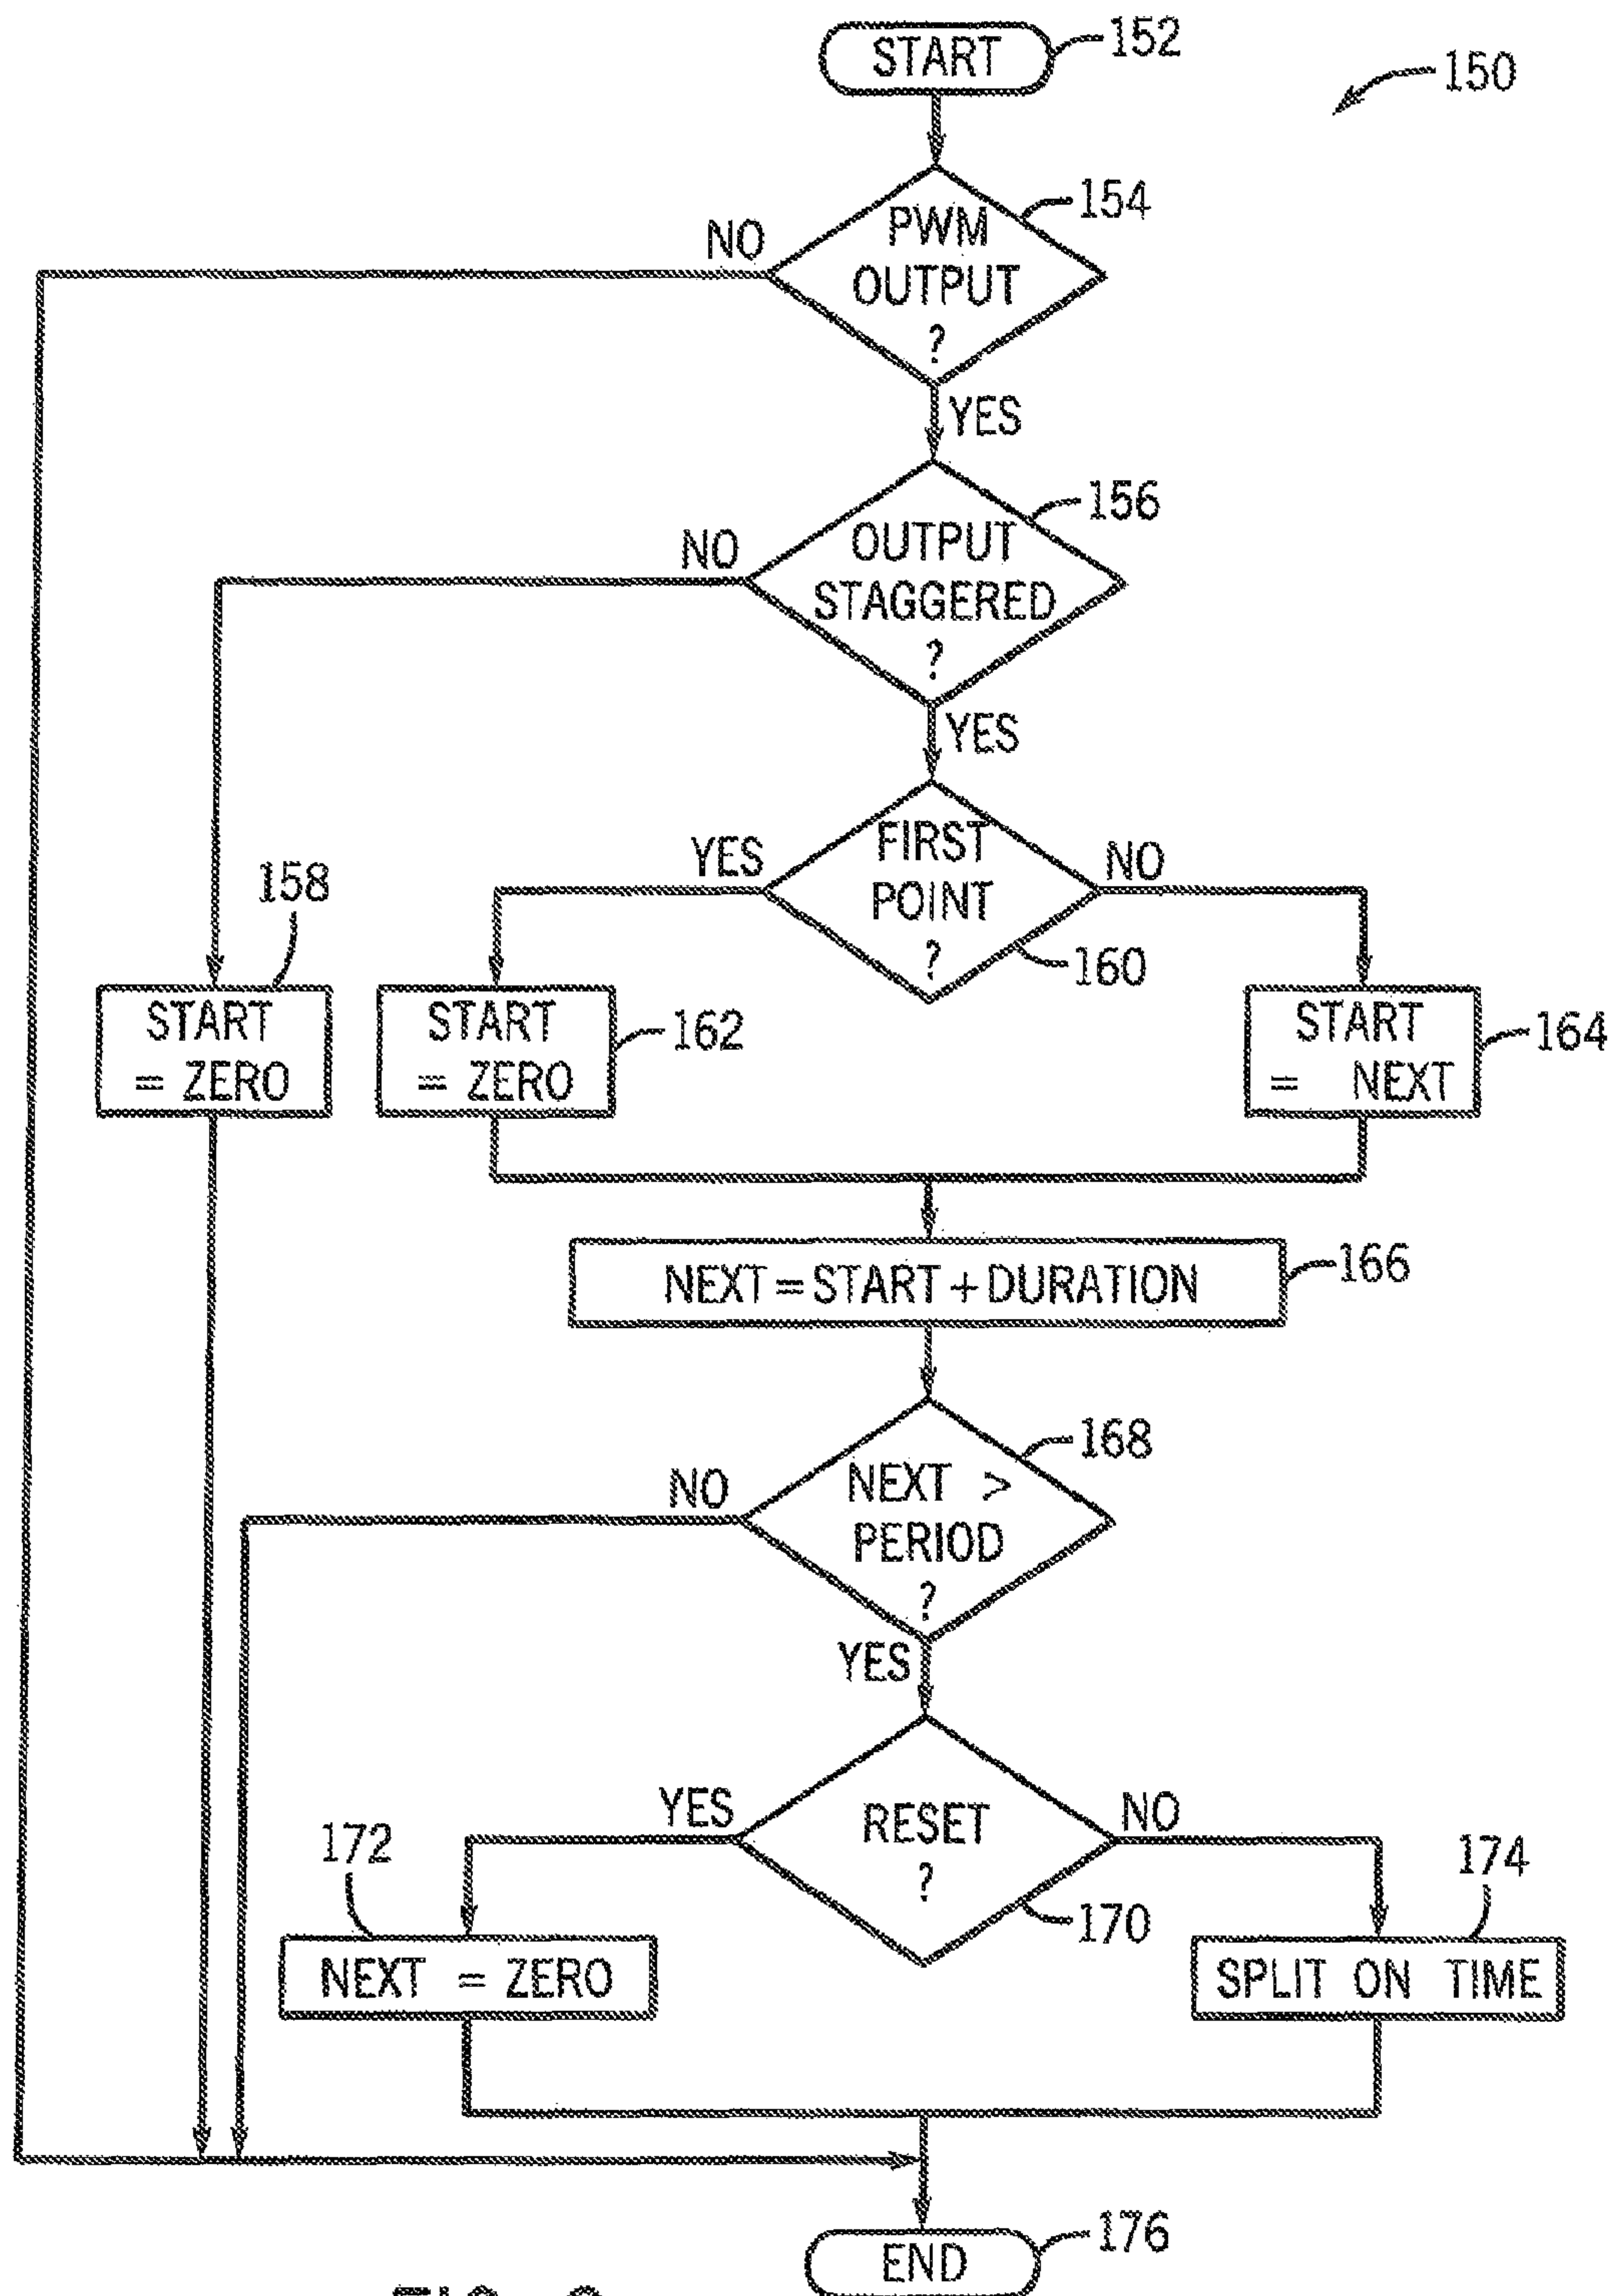 START
152
150
154
PWM
OUTPUT
?
NO
YES
156
OUTPUT
STAGGERED
?
NO
YES
FIRST
POINT
?
YES
NO
158
160
START
= ZERO
START
= ZERO
162
START
= NEXT
164
NEXT = START + DURATION
166
168
NEXT >
PERIOD
?
NO
YES
RESET
?
YES
NO
172
170
174
NEXT = ZERO
SPLIT ON TIME
176
END